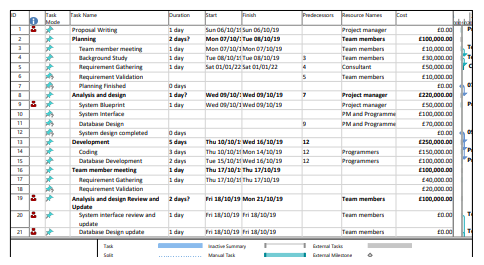 ID Task Mode Task Name Duration Start Finish Predecessors Resource Names Cost
1 Proposal Writing 1 day Sun 06/10/1 Sun 06/10/19 Project manager £0.00
2 Planning 2 days? Mon 07/10/1 Tue 08/10/19 Team members £100,000.00
3 Team member meeting 1 day Mon 07/10/1 Mon 07/10/19 Team members £10,000.00
4 Background Study 1 day Tue 08/10/19 Tue 08/10/19 3 Team members £30,000.00
5 Requirement Gathering 1 day Sat 01/01/22 Sat 01/01/22 4 Consultant £50,000.00
6 Requirement Validation 5 Team members £10,000.00
7 Planning Finished 0 days £0.00
8 Analysis and design 1 day? Wed 09/10/1 Wed 09/10/19 7 Project manager £220,000.00
9 System Blueprint 1 day Wed 09/10/1 Wed 09/10/19 Project manager £50,000.00
10 System Interface PM and Programme £100,000.00
11 Database Design 9 PM and Programme £70,000.00
12 System design completed 0 days £0.00
13 Development 5 days Thu 10/10/1 Wed 16/10/19 12 £250,000.00
14 Coding 3 days Thu 10/10/1 Mon 14/10/19 12 Programmers £150,000.00
15 Database Development 2 days Tue 15/10/1 Wed 16/10/19 12 Programmers £100,000.00
16 Team member meeting 1 day Thu 17/10/1 Thu 17/10/19 £100,000.00
17 Requirement Gathering 1 day Thu 17/10/1 Thu 17/10/19 £40,000.00
18 Requirement Validation £20,000.00
19 Analysis and design Review and Update 2 days? Fri 18/10/19 Mon 21/10/19 Team members £100,000.00
20 System interface review and update 1 day Fri 18/10/19 Fri 18/10/19 Team members £0.00
21 Database Design update 1 day Fri 18/10/19 Fri 18/10/19 Team members £0.00
Task Inactive Summary External Tasks
Split Manual Task External Milestone